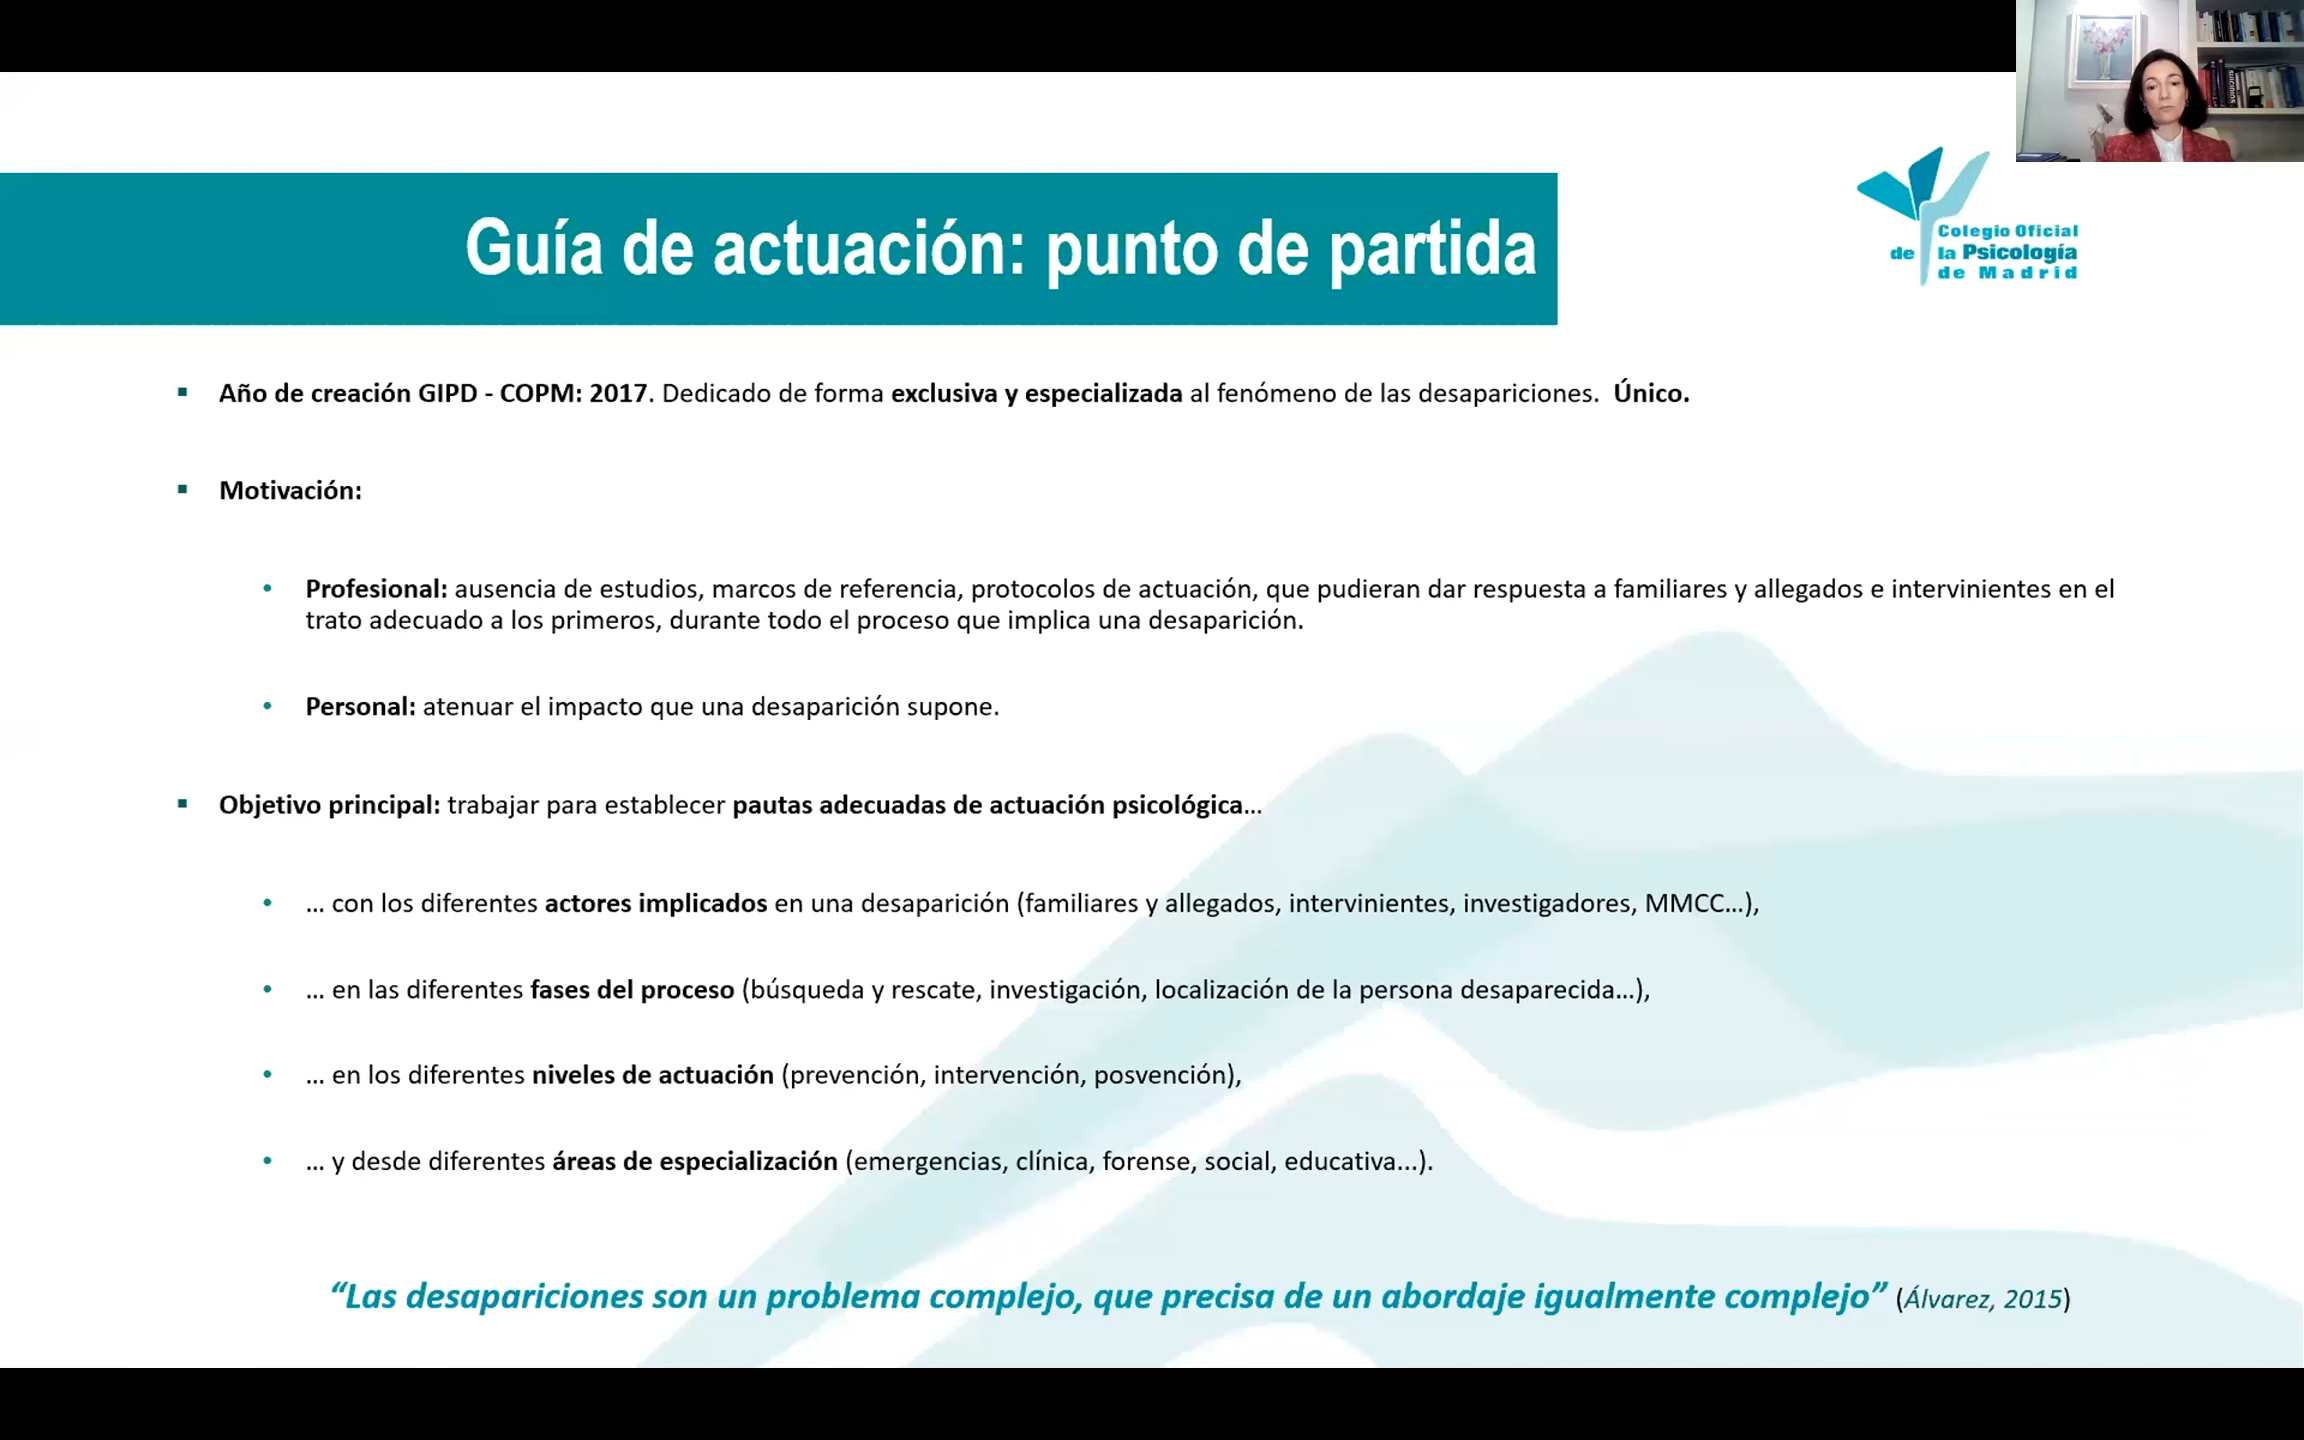 Guía de actuación: punto de partida
Colegio Oficial
de la Psicología
de Madrid
Año de creación GIPD - COPM: 2017. Dedicado de forma exclusiva y especializada al fenómeno de las desapariciones. Único.
Motivación:
Profesional: ausencia de estudios, marcos de referencia, protocolos de actuación, que pudieran dar respuesta a familiares y allegados e intervinientes en el
trato adecuado a los primeros, durante todo el proceso que implica una desaparición.
Personal: atenuar el impacto que una desaparición supone.
Objetivo principal: trabajar para establecer pautas adecuadas de actuación psicológica…
… con los diferentes actores implicados en una desaparición (familiares y allegados, intervinientes, investigadores, MMCC…),
… en las diferentes fases del proceso (búsqueda y rescate, investigación, localización de la persona desaparecida…),
… en los diferentes niveles de actuación (prevención, intervención, posvención),
… y desde diferentes áreas de especialización (emergencias, clínica, forense, social, educativa...).
“Las desapariciones son un problema complejo, que precisa de un abordaje igualmente complejo” (Álvarez, 2015)